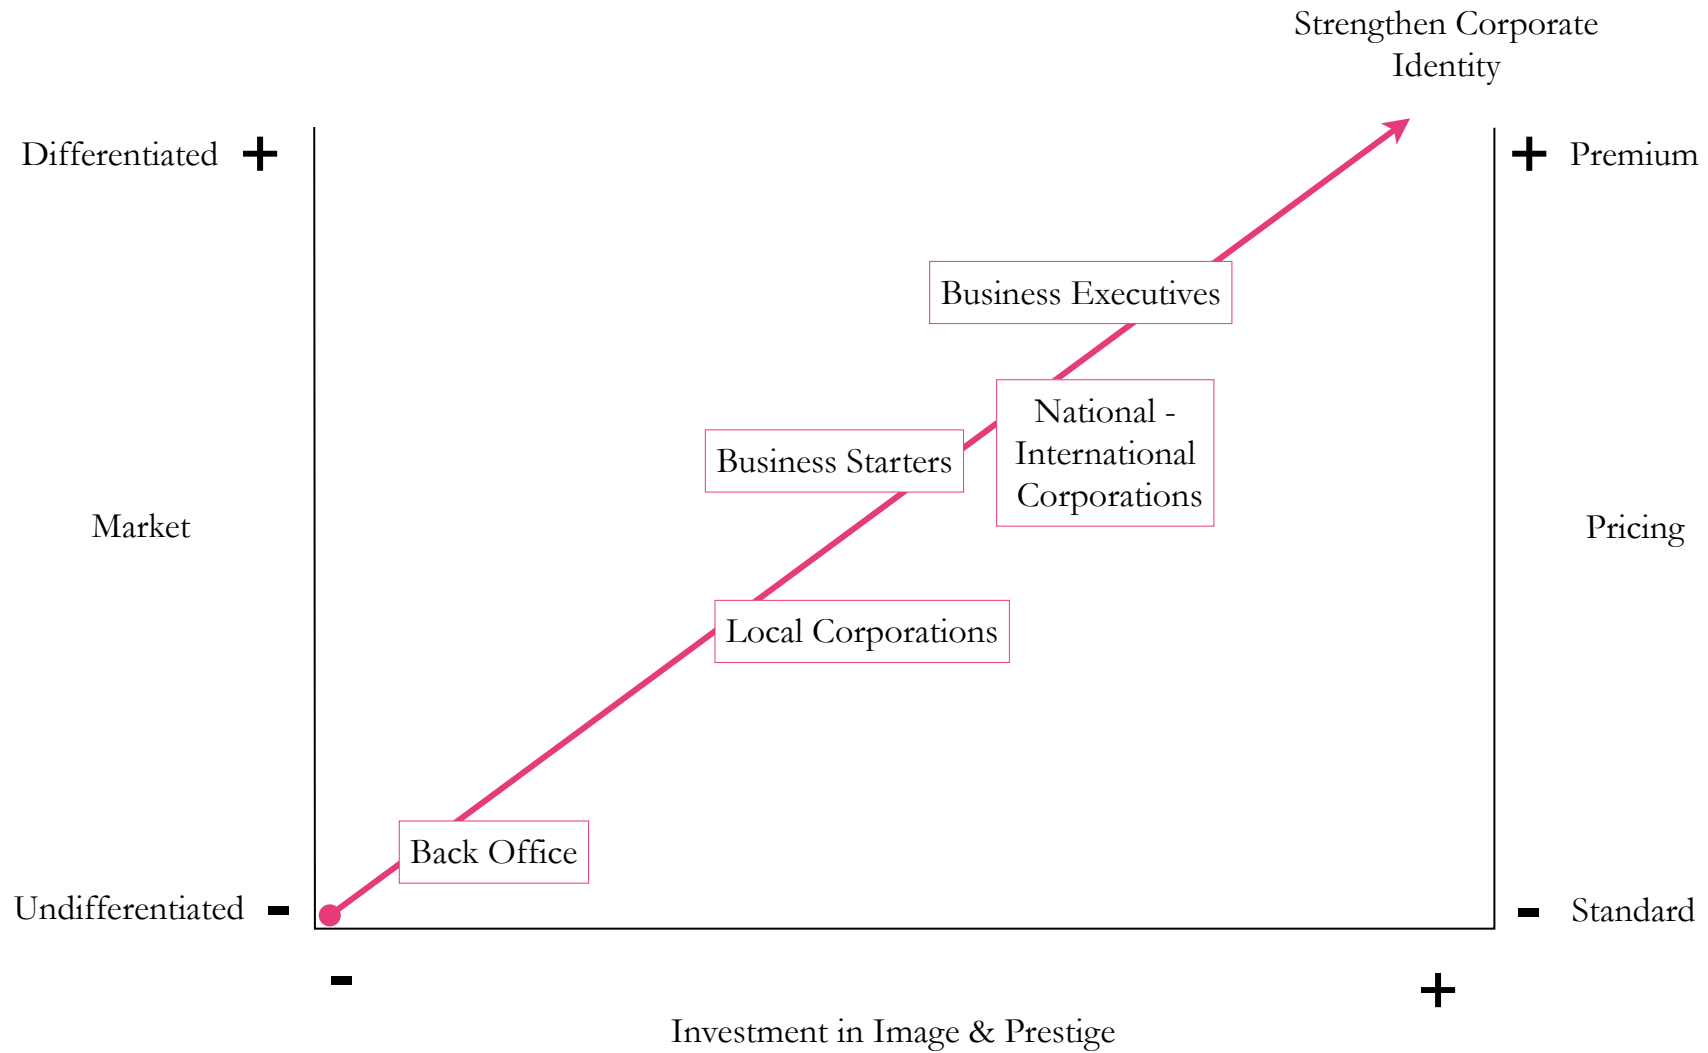 Strengthen Corporate
Identity
Differentiated +
+ Premium
Business Executives
National -
International
Corporations
Business Starters
Market
Pricing
Local Corporations
Back Office
Undifferentiated -
- Standard
-
+
Investment in Image & Prestige